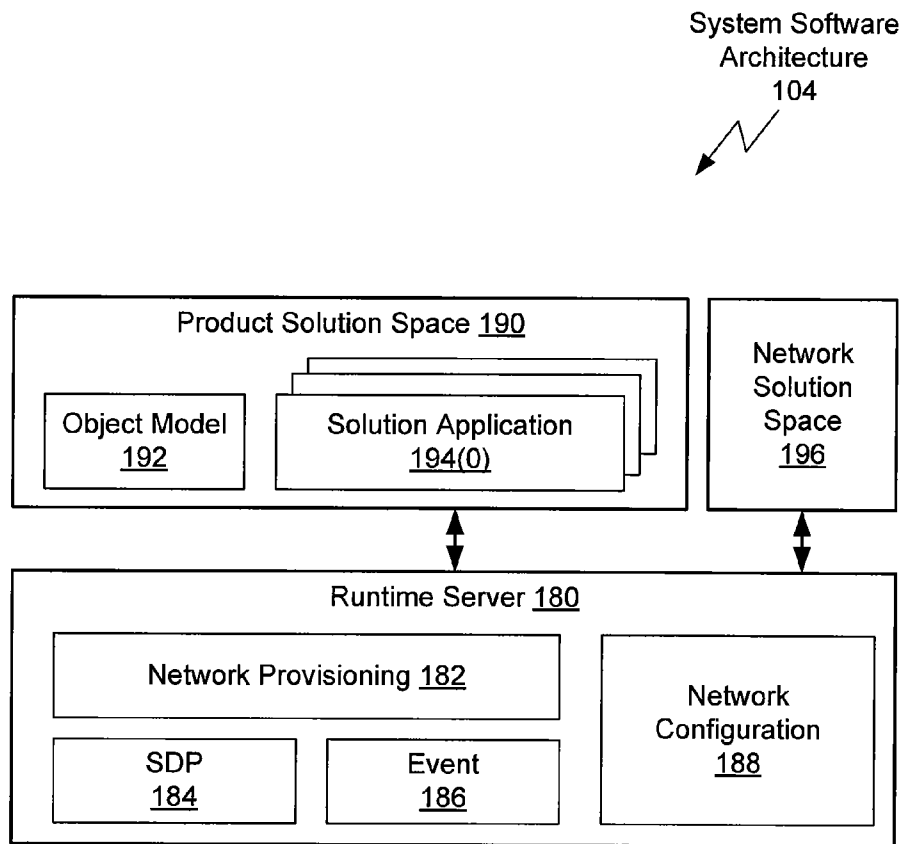 System Software
Architecture
104
Product Solution Space 190
Object Model
192
Solution Application
194(0)
Network
Solution
Space
196
Runtime Server 180
Network Provisioning 182
SDP
184
Event
186
Network
Configuration
188